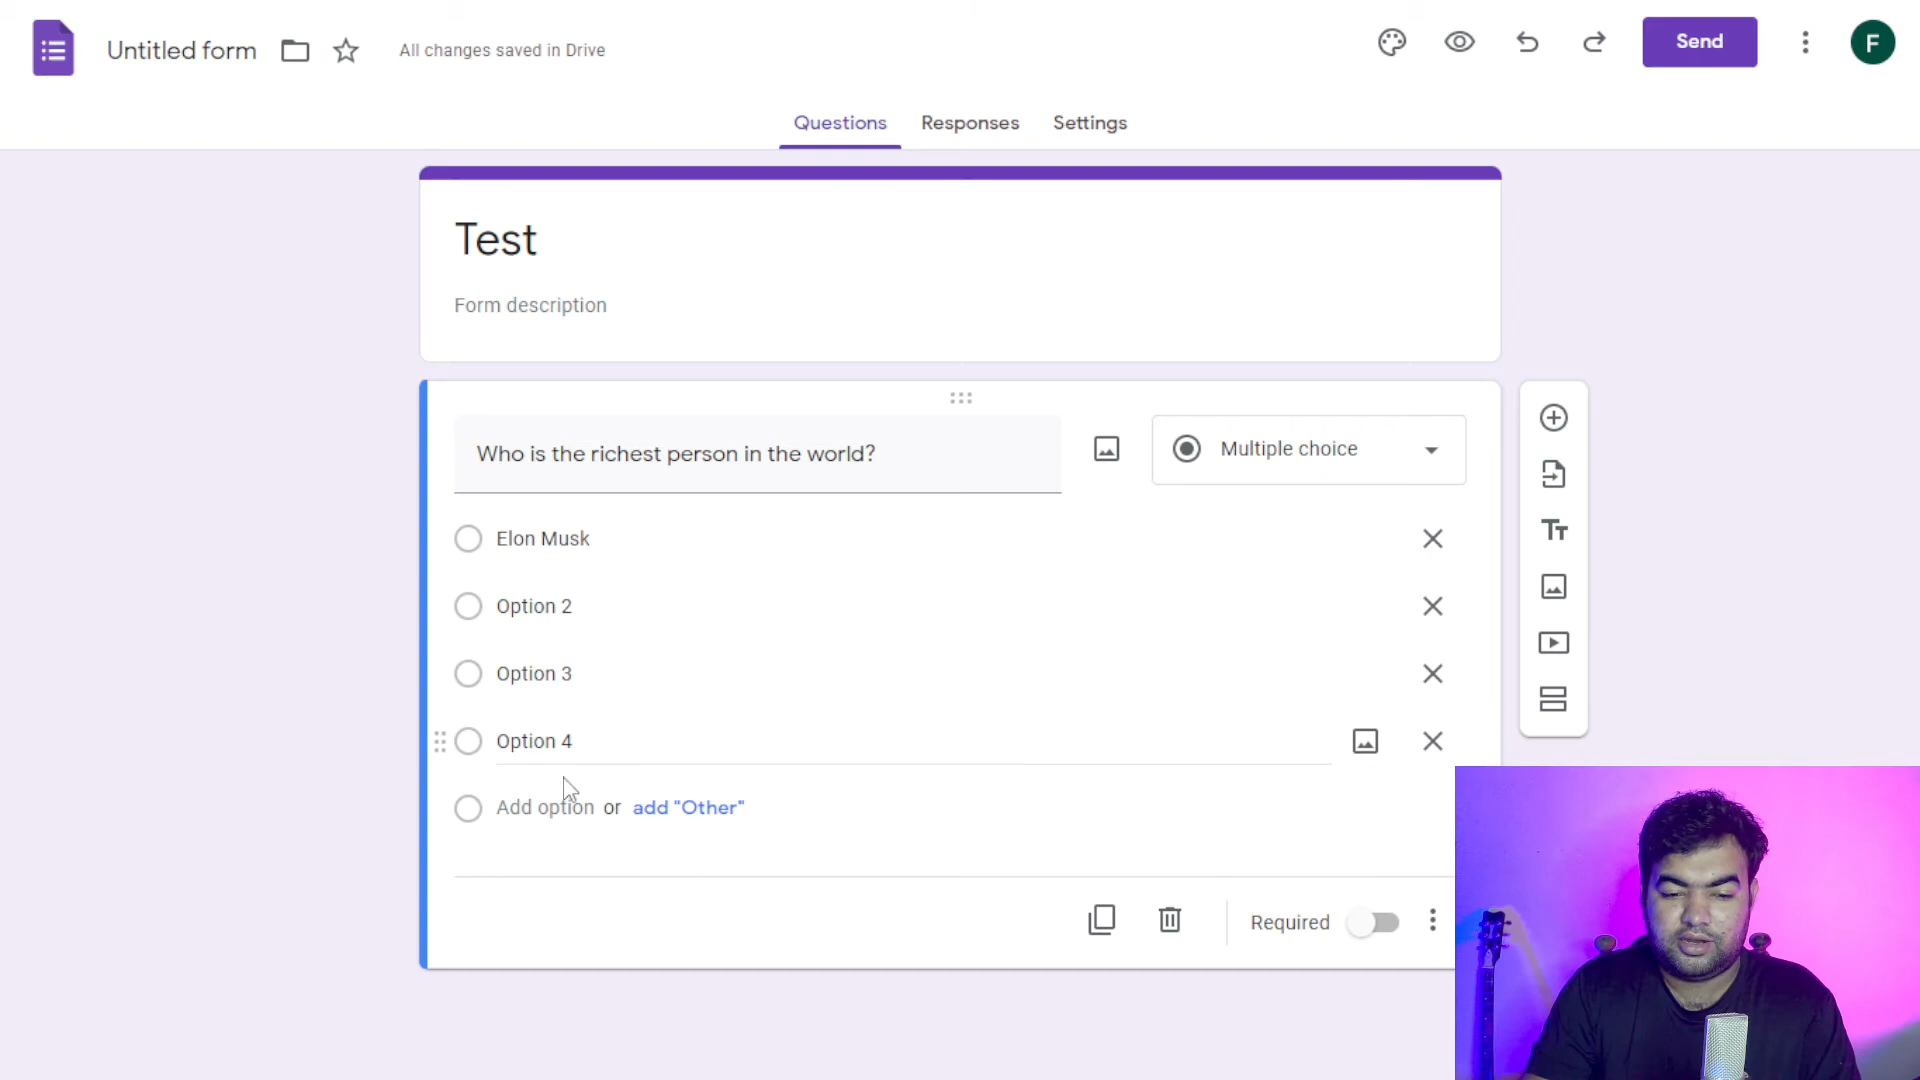 Untitled form
All changes saved in Drive
Send
F
Questions Responses Settings
Test
Form description
Who is the richest person in the world?
Multiple choice
Elon Musk
Option 2
Option 3
Option 4
Add option or add "Other"
Required